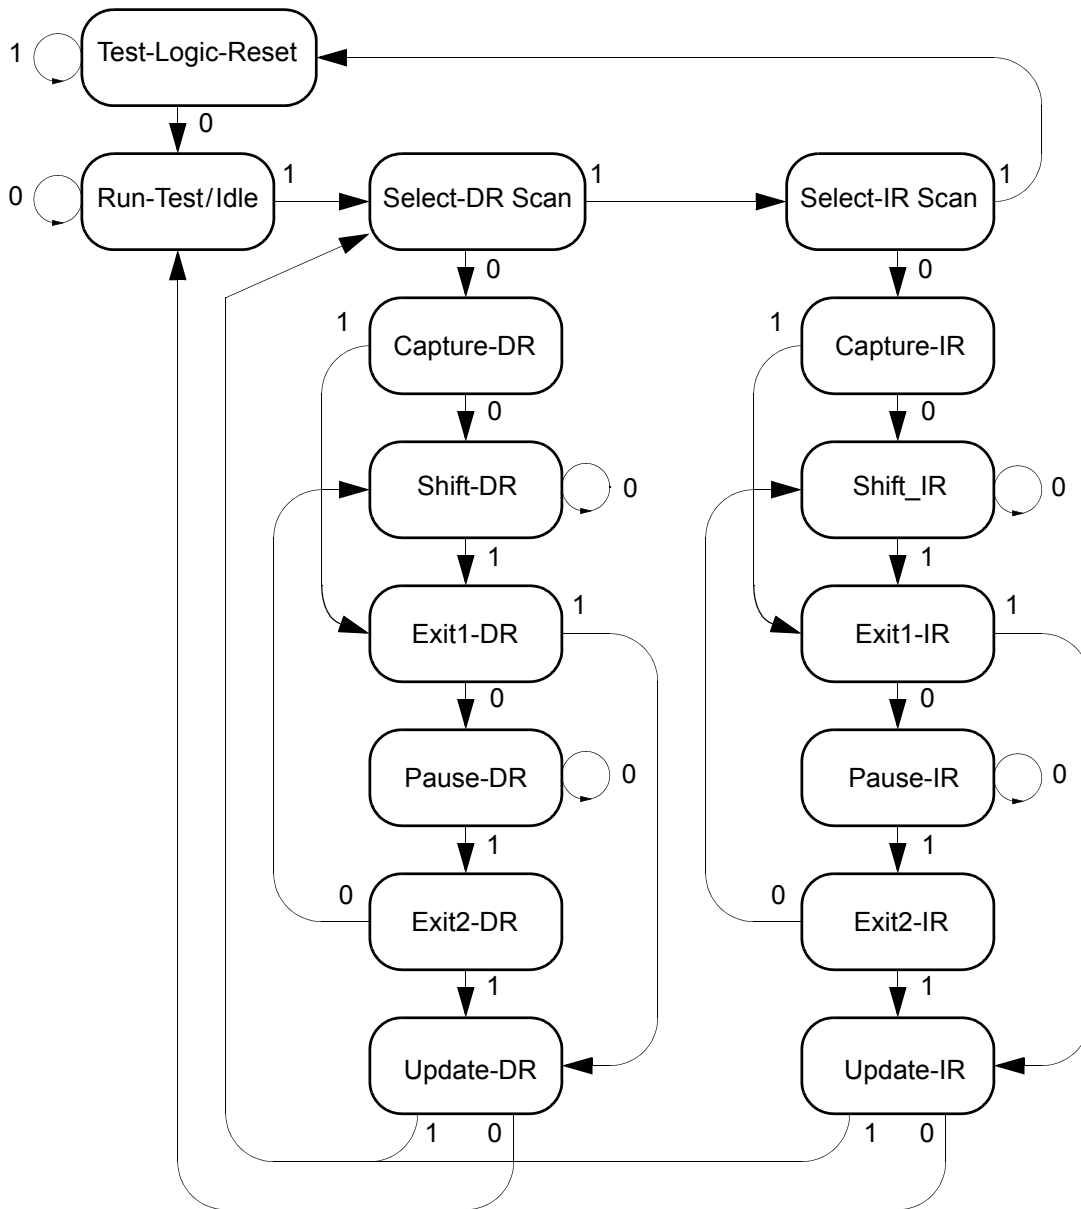 1
Test-Logic-Reset
0
0
Run-Test/Idle
1
Select-DR Scan
1
Select-IR Scan
1
0
0
1
Capture-DR
1
Capture-IR
0
0
Shift-DR
0
Shift_IR
0
1
1
Exit1-DR
1
Exit1-IR
1
0
0
Pause-DR
0
Pause-IR
0
1
1
0
Exit2-DR
0
Exit2-IR
1
1
Update-DR
Update-IR
1
0
1
0